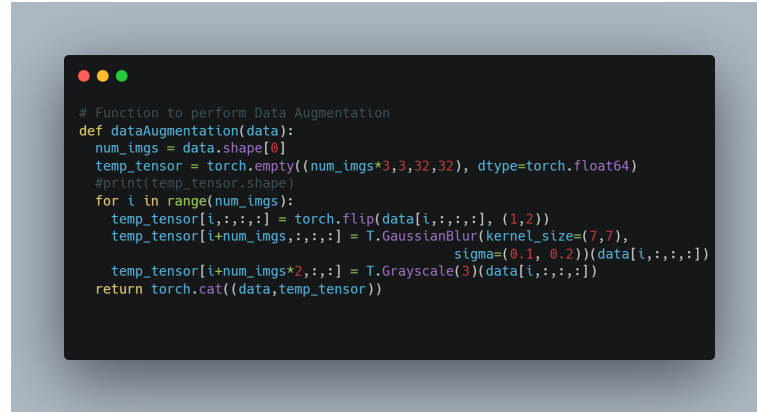 # Function to perform Data Augmentation
def dataAugmentation(data):
  num_imgs = data.shape[0]
  temp_tensor = torch.empty((num_imgs*3,3,32,32), dtype=torch.float64)
  #print(temp_tensor.shape)
  for i in range(num_imgs):
    temp_tensor[i,:,:,:] = torch.flip(data[i,:,:,:], (1,2))
    temp_tensor[i+num_imgs,:,:,:] = T.GaussianBlur(kernel_size=(7,7),
                                               sigma=(0.1, 0.2))(data[i,:,:,:])
    temp_tensor[i+num_imgs*2,:,:] = T.Grayscale(3)(data[i,:,:,:])
  return torch.cat((data,temp_tensor))